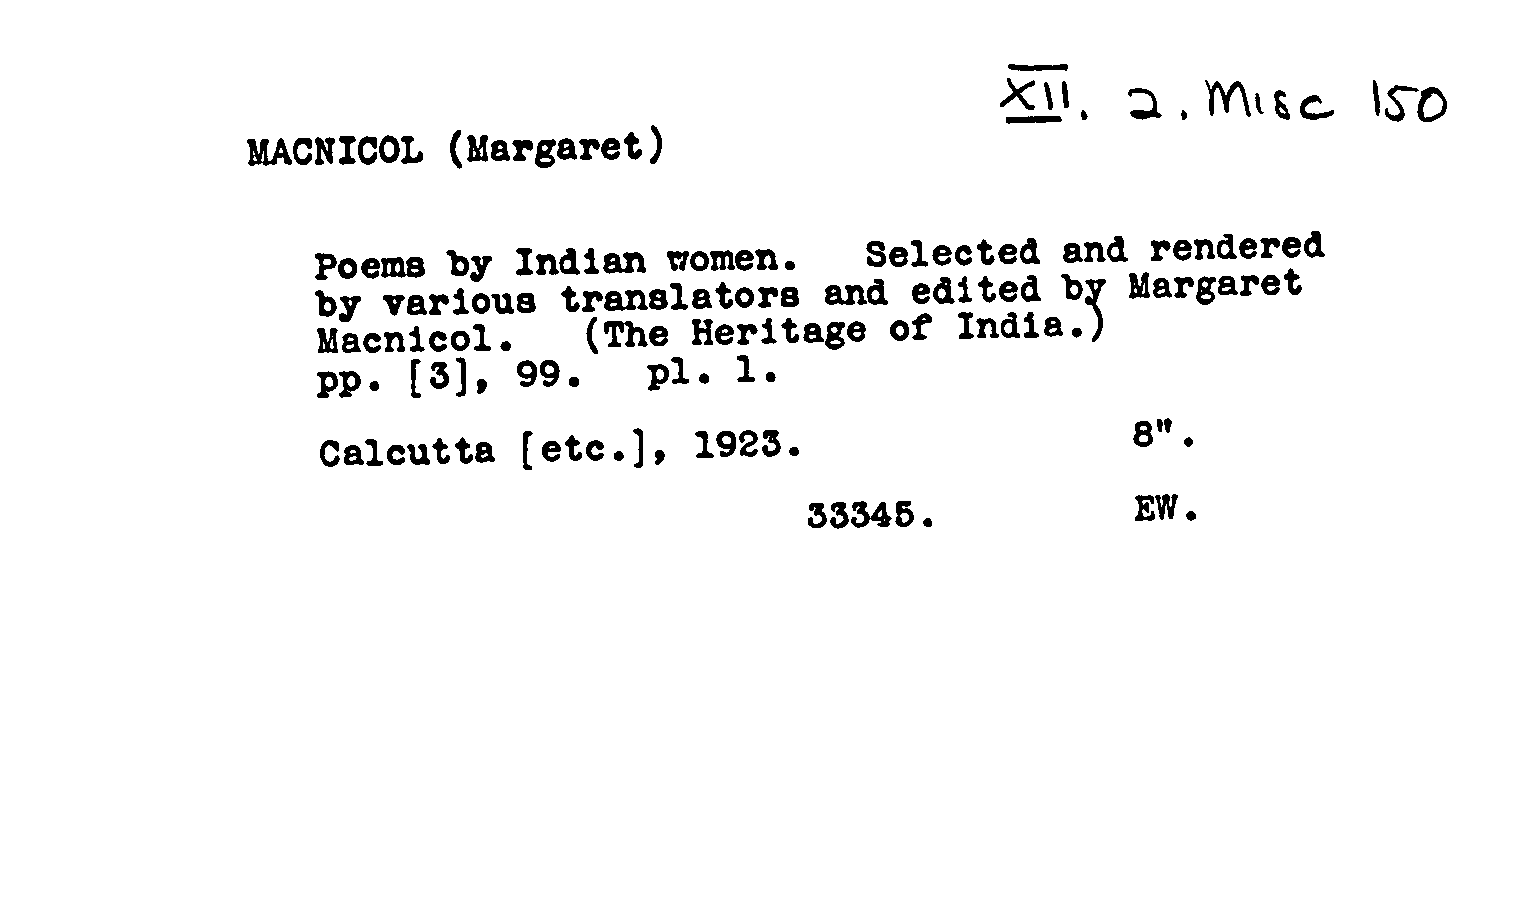 XII. 2. Misc 150
MACNICOL (Margaret)
Poems by Indian women. Selected and rendered
by various translators and edited by Margaret
Macnicol. (The Heritage of India.)
pp. [3], 99. pl. 1.
Calcutta [etc.], 1923. 8".
33345. EW.